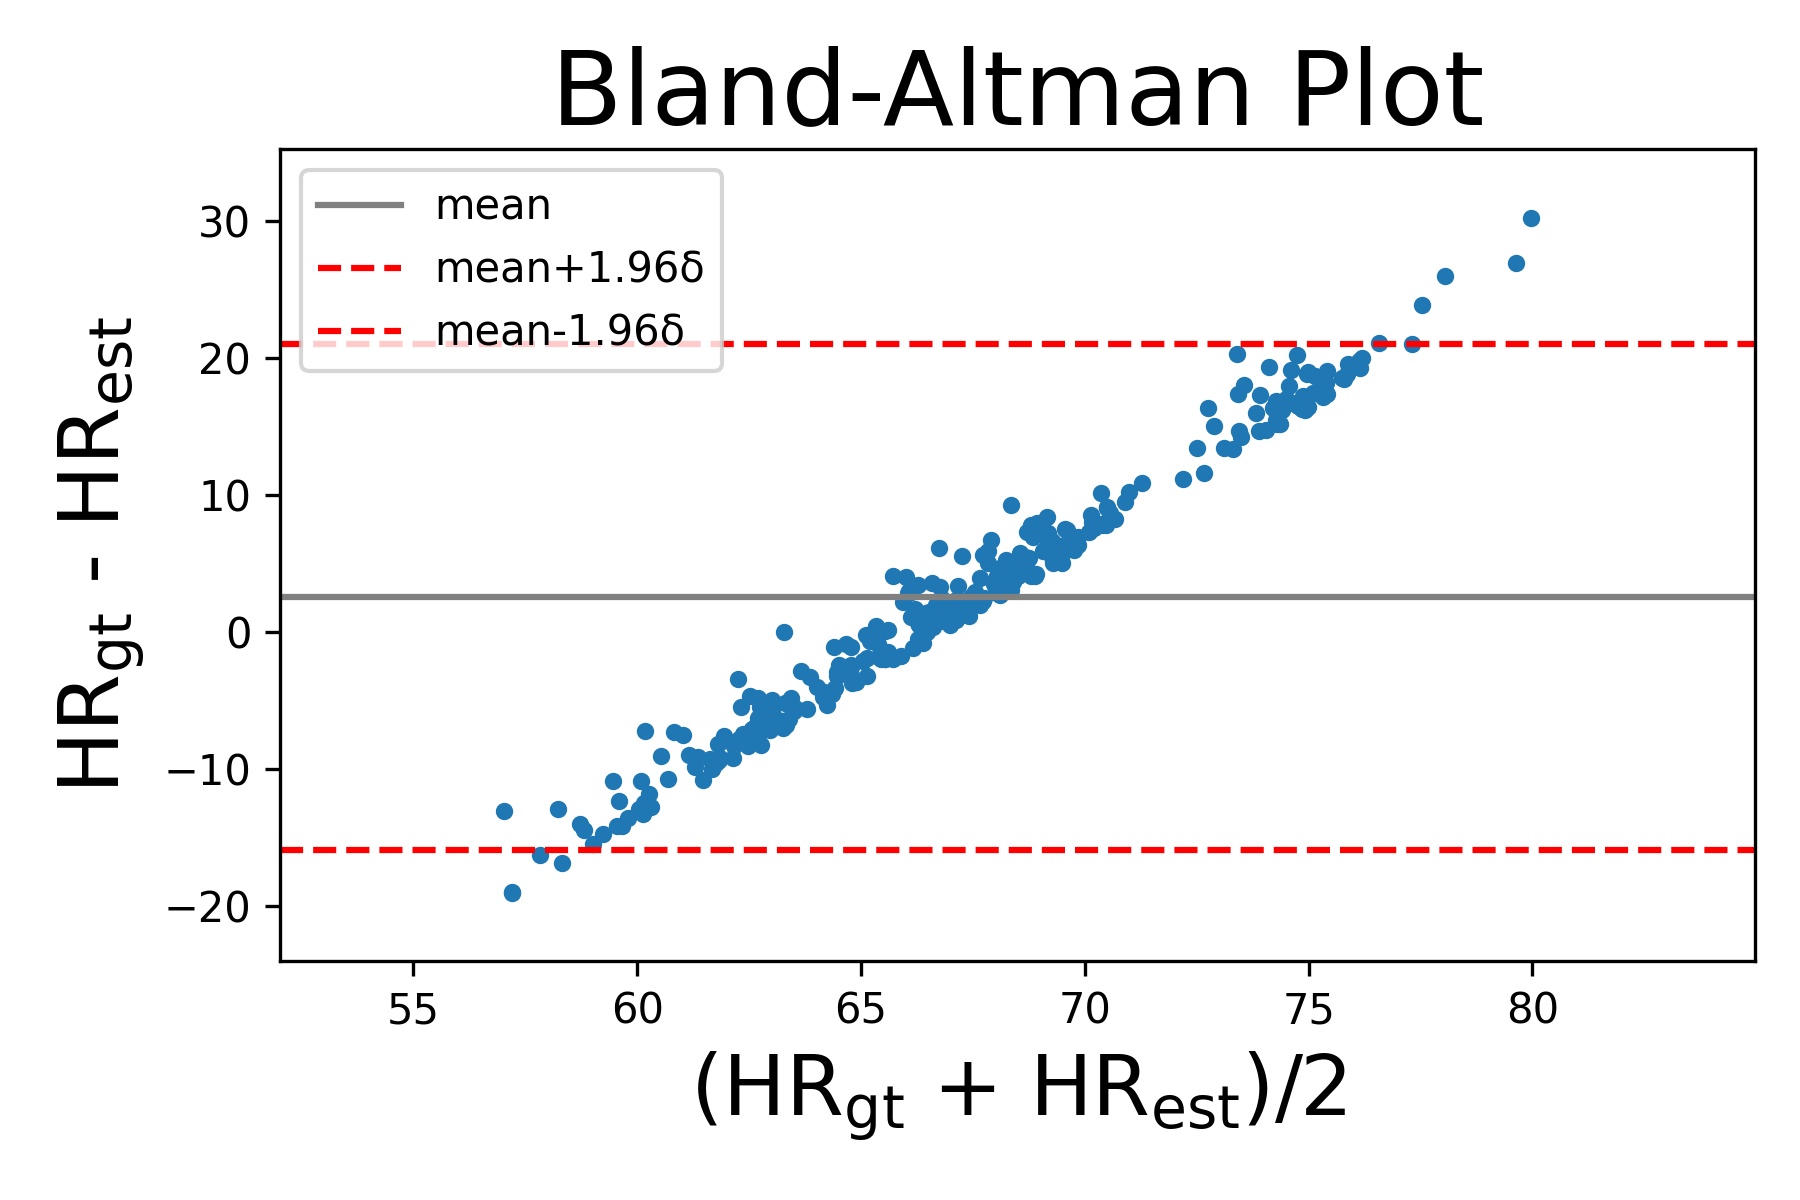 Bland-Altman Plot
mean
mean+1.96δ
mean-1.96δ
30
20
10
0
−10
−20
HRgt - HRest
55 60 65 70 75 80
(HRgt + HRest)/2